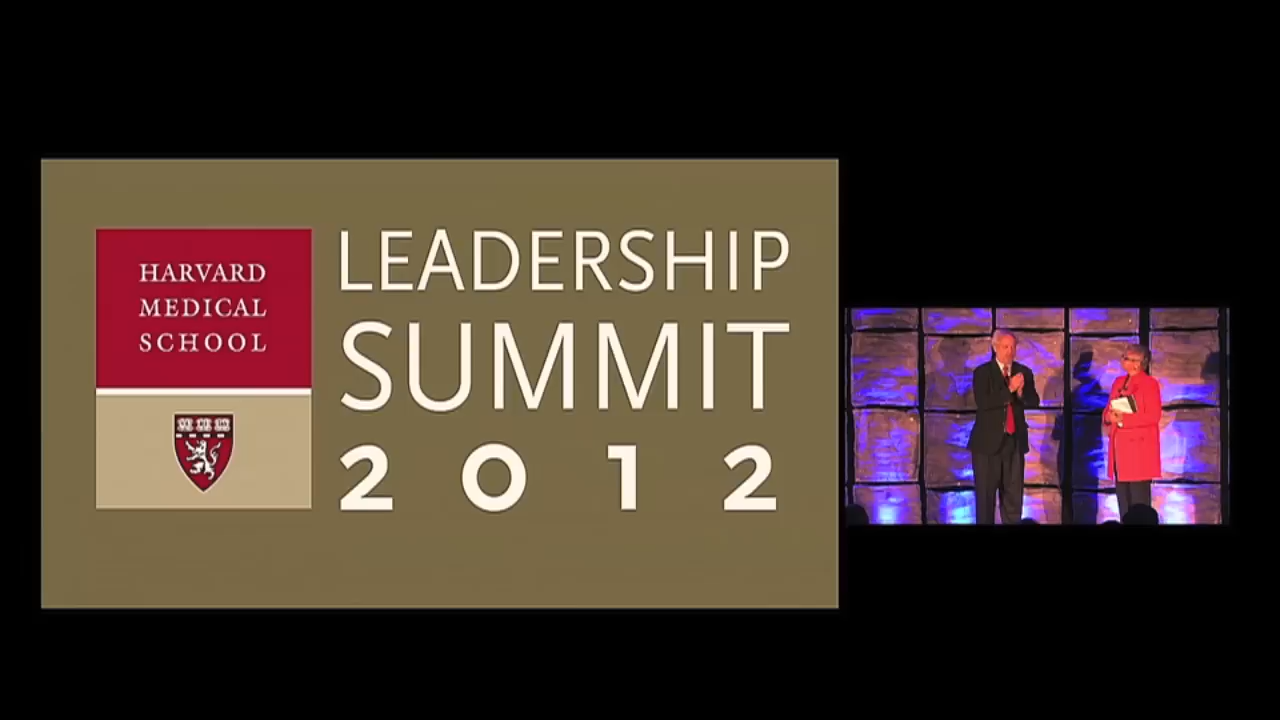 HARVARD
MEDICAL
SCHOOL
LEADERSHIP
SUMMIT
2012